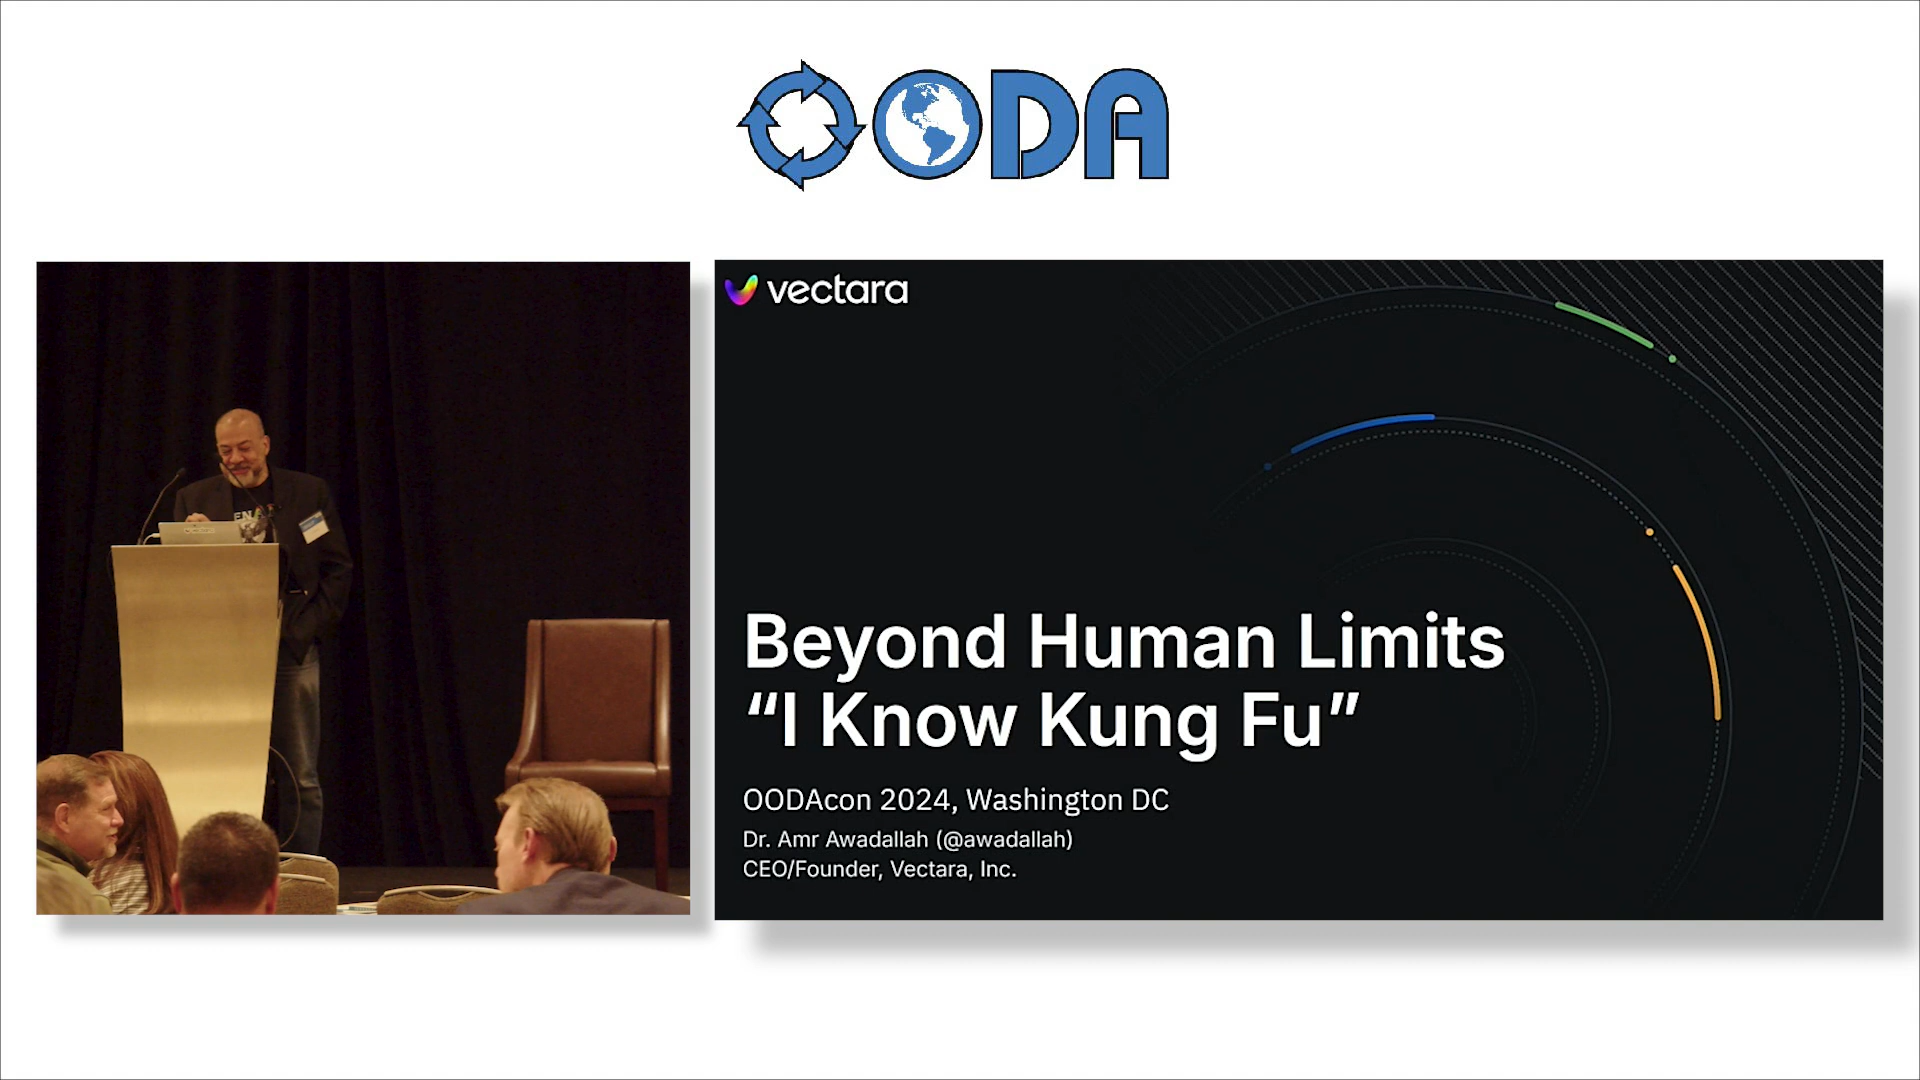 OODA
vectara
Beyond Human Limits
“I Know Kung Fu”
OODAcon 2024, Washington DC
Dr. Amr Awadallah (@awadallah)
CEO/Founder, Vectara, Inc.